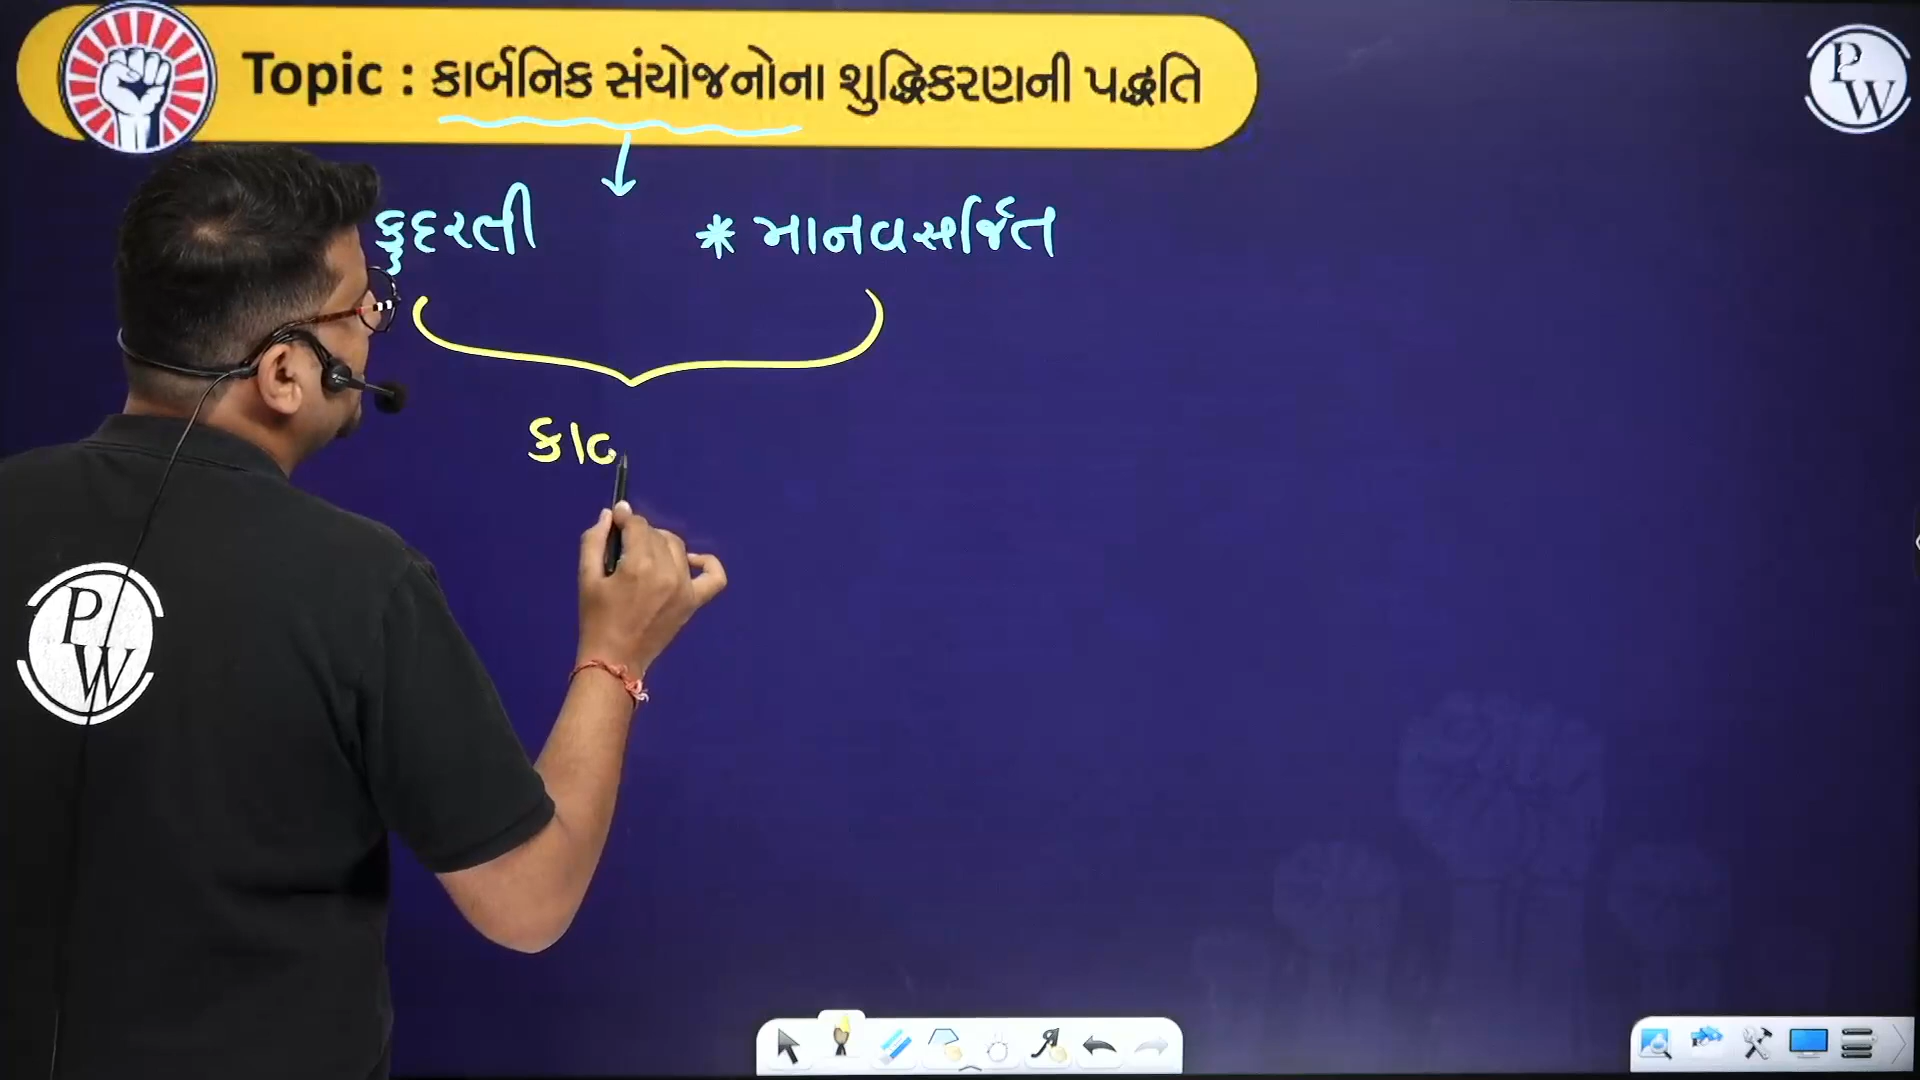 Topic : કાર્બનિક સંયોજનોના શુદ્ધિકરણની પદ્ધતિ
PW
કુદરતી * માનવસર્જિત
PW